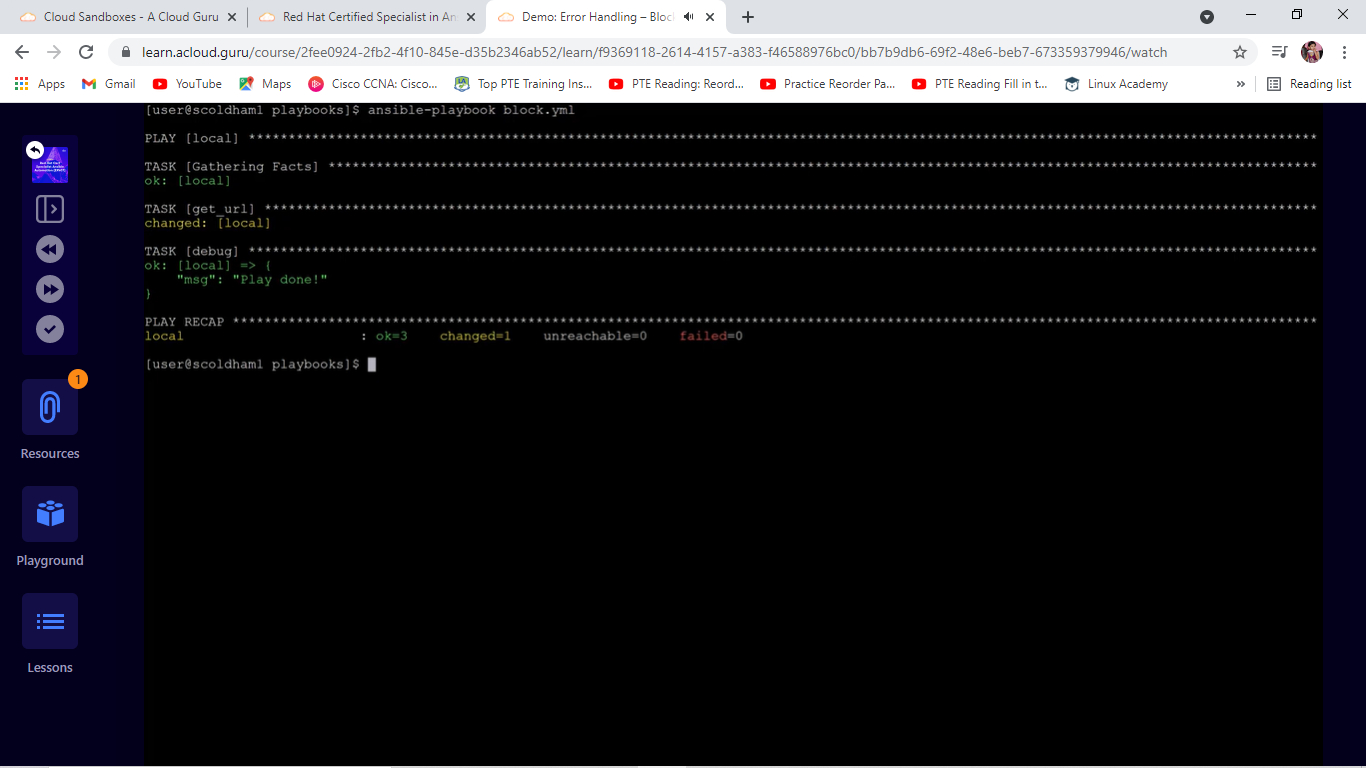 Cloud Sandboxes - A Cloud Guru
Red Hat Certified Specialist in An
Demo: Error Handling – Bloc
learn.acloud.guru/course/2fee0924-2fb2-4f10-845e-d35b2346ab52/learn/f9369118-2614-4157-a383-f46588976bc0/bb7b9db6-69f2-48e6-beb7-673359379946/watch
Apps Gmail YouTube Maps Cisco CCNA: Cisco... Top PTE Training Ins... PTE Reading: Reord... Practice Reorder Pa... PTE Reading Fill in t... Linux Academy » Reading list
[user@scoldham1 playbooks]$ ansible-playbook block.yml
PLAY [local] ***************************************************************************************************************************************
TASK [Gathering Facts] *****************************************************************************************************************************
ok: [local]
TASK [get_url] *************************************************************************************************************************************
changed: [local]
TASK [debug] ***************************************************************************************************************************************
ok: [local] => {
"msg": "Play done!"
}
PLAY RECAP *****************************************************************************************************************************************
local : ok=3 changed=1 unreachable=0 failed=0
[user@scoldham1 playbooks]$
1
Resources
Playground
Lessons